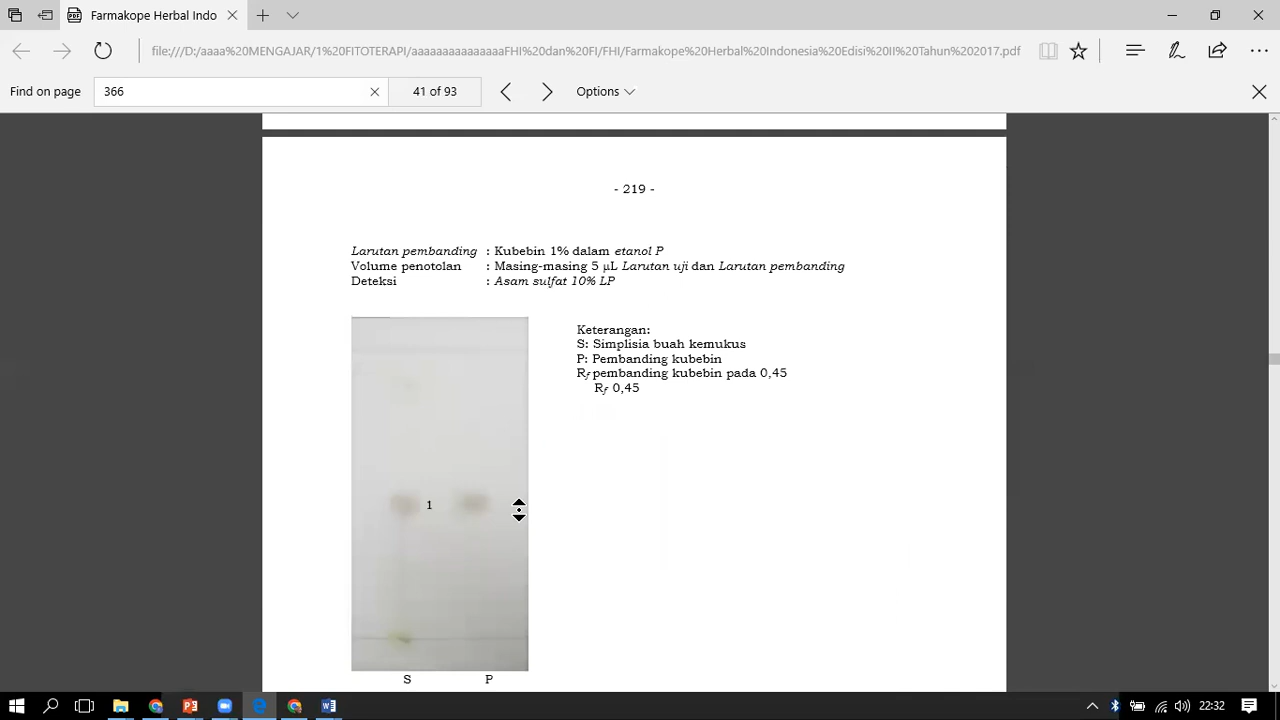 Farmakope Herbal Indo
file:///D:/aaaa%20MENGAJAR/1%20FITOTERAPI/aaaaaaaaaaaaaaaFHI%20dan%20FI/FHI/Farmakope%20Herbal%20Indonesia%20Edisi%20II%20Tahun%202017.pdf
Find on page 366 41 of 93 Options
- 219 -
Larutan pembanding : Kubebin 1% dalam etanol P
Volume penotolan : Masing-masing 5 µL Larutan uji dan Larutan pembanding
Deteksi : Asam sulfat 10% LP
Keterangan:
S: Simplisia buah kemukus
P: Pembanding kubebin
Rf pembanding kubebin pada 0,45
Rf 0,45
1
S P
22:32